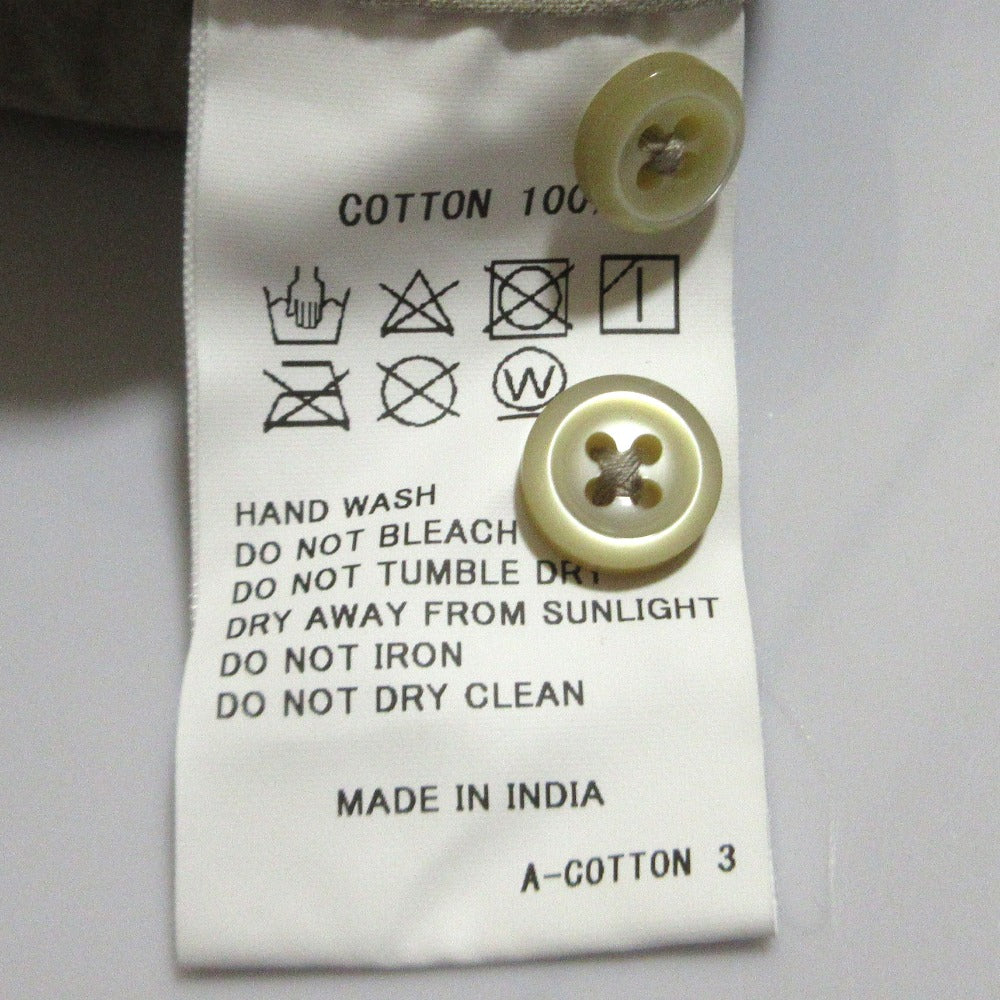 COTTON 100
W
HAND WASH
DO NOT BLEACH
DO NOT TUMBLE DRY
DRY AWAY FROM SUNLIGHT
DO NOT IRON
DO NOT DRY CLEAN
MADE IN INDIA
A-COTTON 3